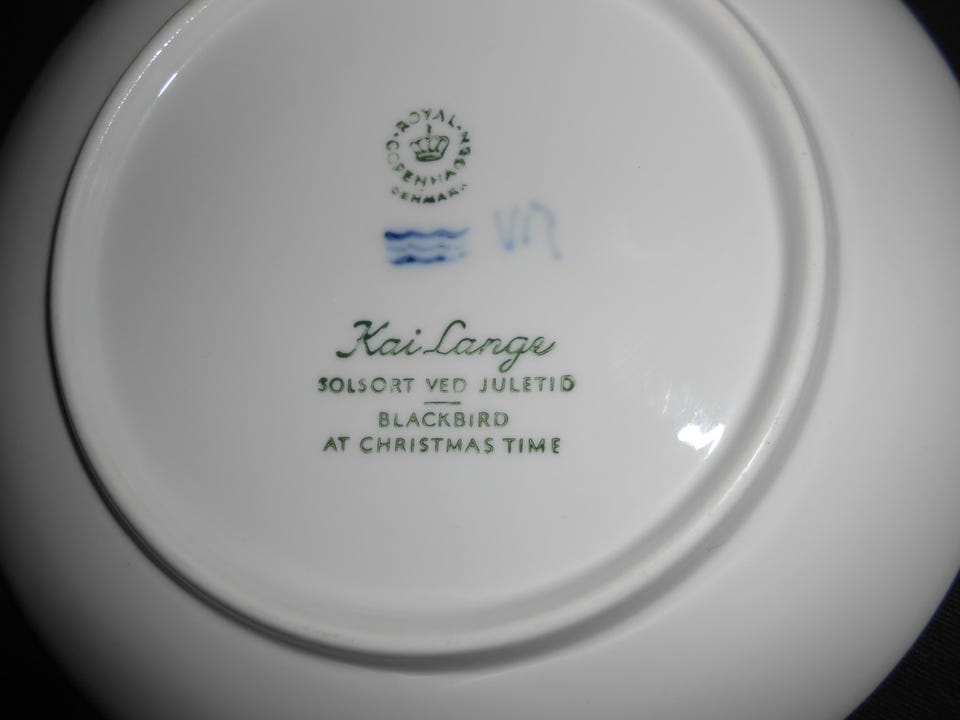 ROYAL
COPENHAGEN
DENMARK
Kai Lange
SOLSORT VED JULETID
BLACKBIRD
AT CHRISTMAS TIME